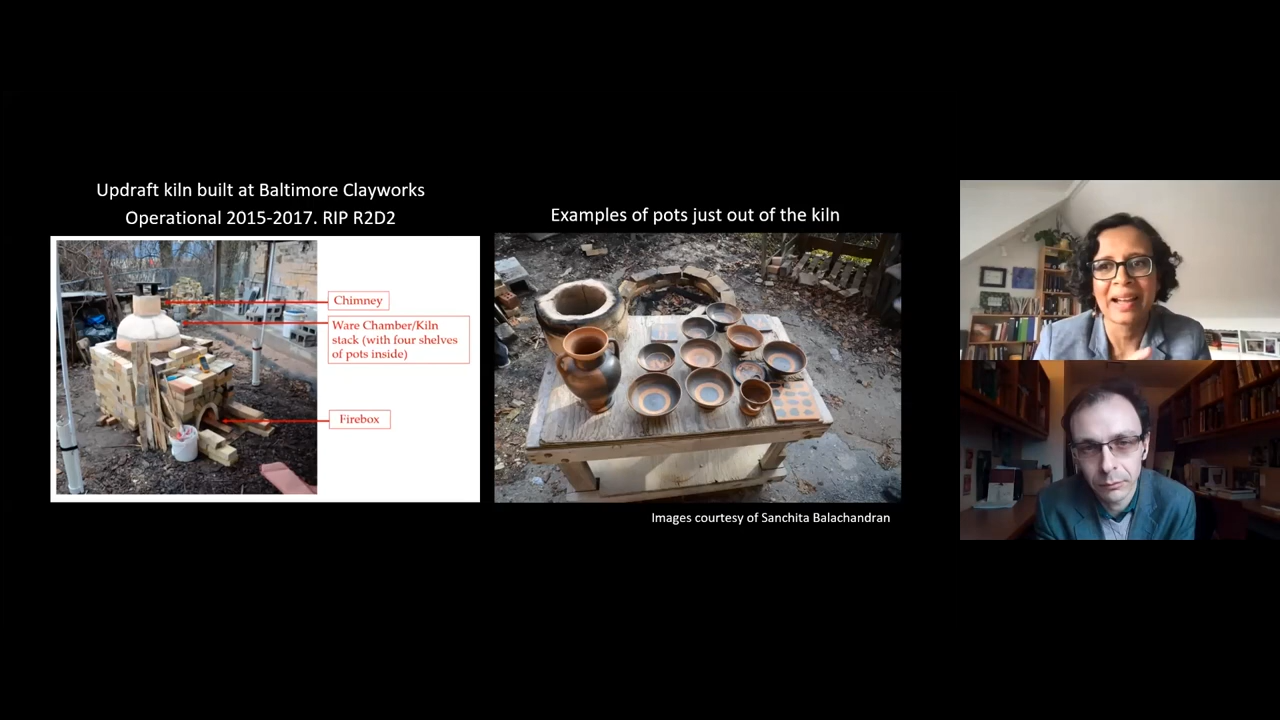 Updraft kiln built at Baltimore Clayworks
Operational 2015-2017. RIP R2D2
Chimney
Ware Chamber/Kiln
stack (with four shelves
of pots inside)
Firebox
Examples of pots just out of the kiln
Images courtesy of Sanchita Balachandran